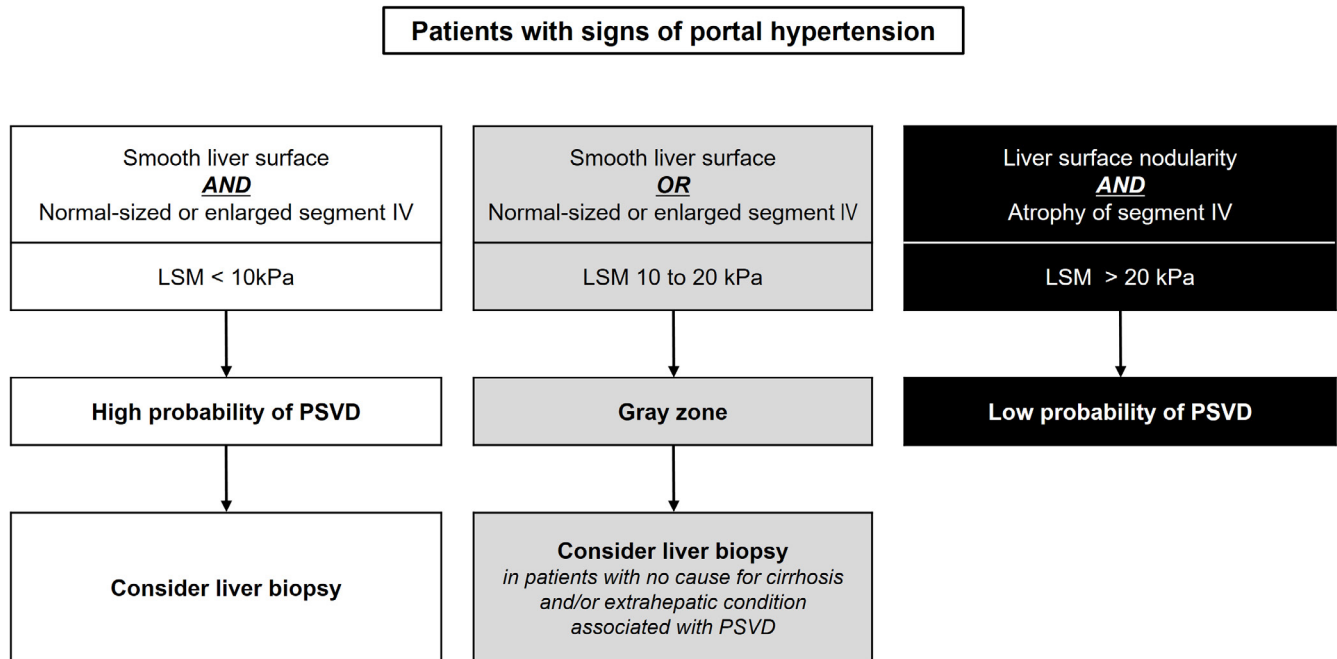 Patients with signs of portal hypertension
Smooth liver surface
AND
Normal-sized or enlarged segment IV
LSM < 10kPa
High probability of PSVD
Consider liver biopsy
Smooth liver surface
OR
Normal-sized or enlarged segment IV
LSM 10 to 20 kPa
Gray zone
Consider liver biopsy
in patients with no cause for cirrhosis
and/or extrahepatic condition
associated with PSVD
Liver surface nodularity
AND
Atrophy of segment IV
LSM > 20 kPa
Low probability of PSVD